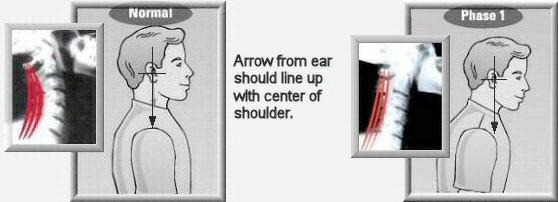 Normal
Arrow from ear
should line up
with center of
shoulder.
Phase 1